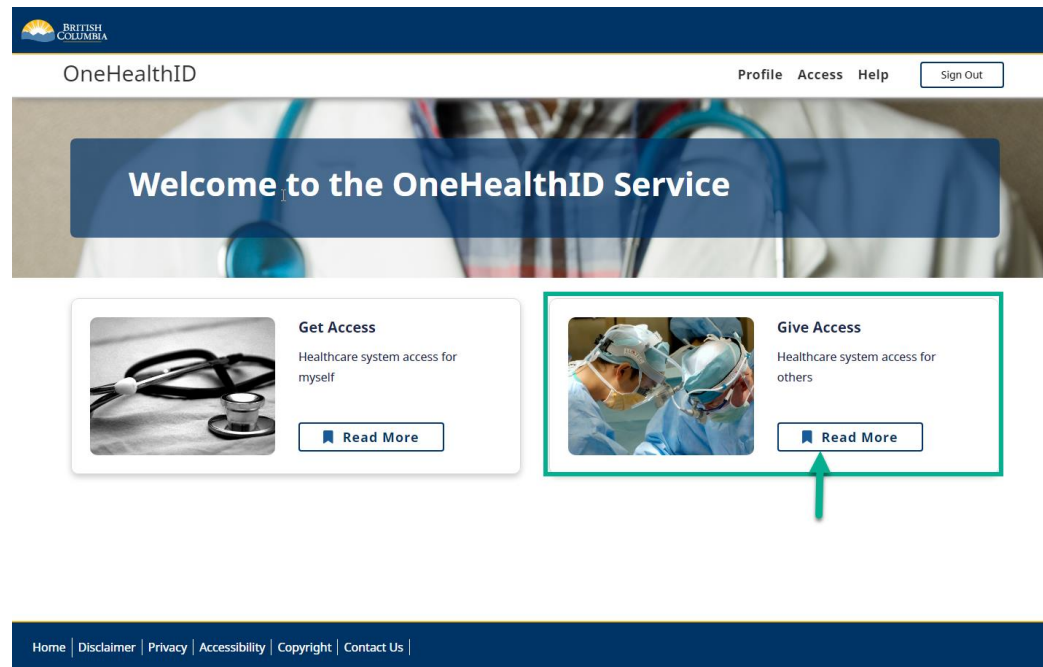 BRITISH
COLUMBIA
OneHealthID
Profile Access Help Sign Out
Welcome to the OneHealthID Service
Get Access
Healthcare system access for
myself
Read More
Give Access
Healthcare system access for
others
Read More
Home | Disclaimer | Privacy | Accessibility | Copyright | Contact Us |